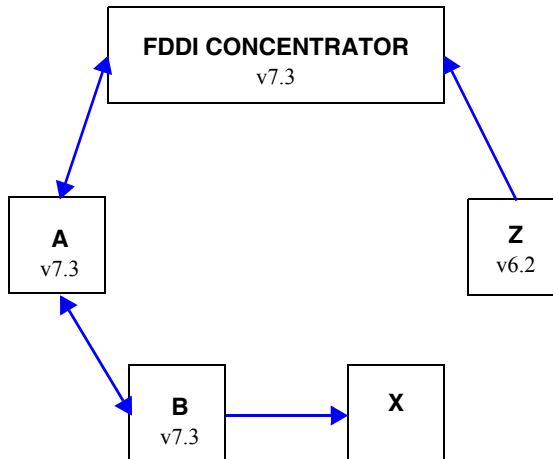 FDDI CONCENTRATOR
v7.3
A
v7.3
Z
v6.2
B
v7.3
X